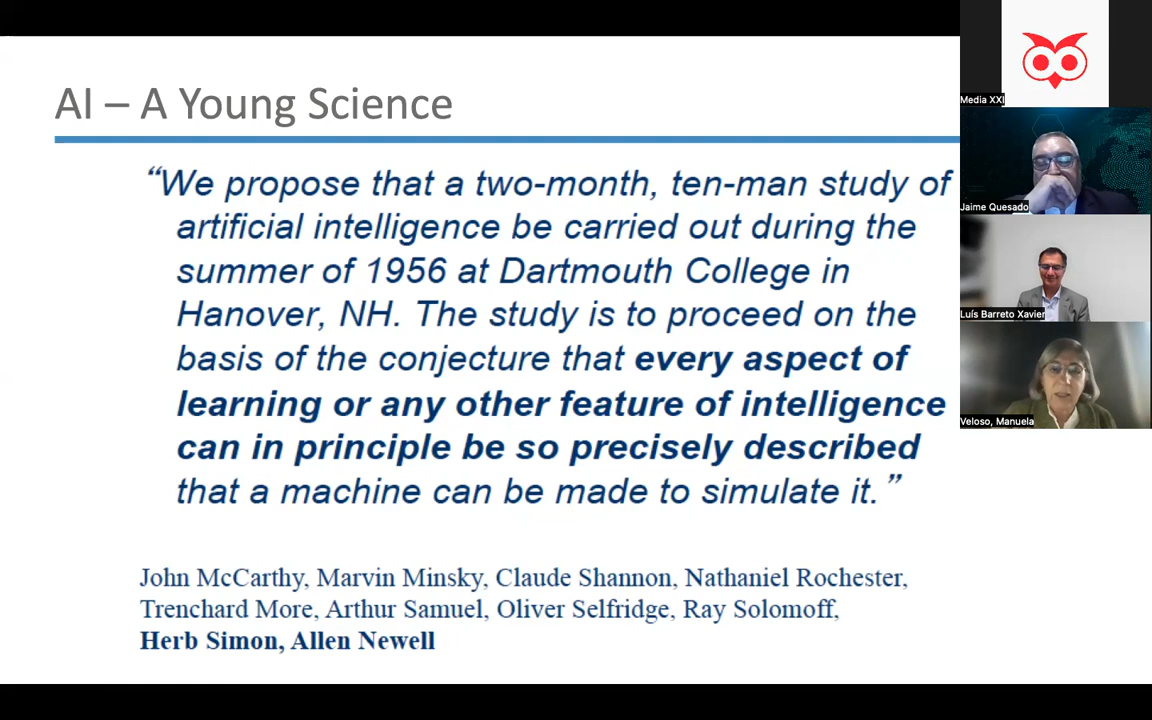 AI – A Young Science
“We propose that a two-month, ten-man study of
artificial intelligence be carried out during the
summer of 1956 at Dartmouth College in
Hanover, NH. The study is to proceed on the
basis of the conjecture that every aspect of
learning or any other feature of intelligence
can in principle be so precisely described
that a machine can be made to simulate it.”
John McCarthy, Marvin Minsky, Claude Shannon, Nathaniel Rochester,
Trenchard More, Arthur Samuel, Oliver Selfridge, Ray Solomoff,
Herb Simon, Allen Newell
Media XXI
Jaime Quesado
Luís Barreto Xavier
Veloso, Manuela